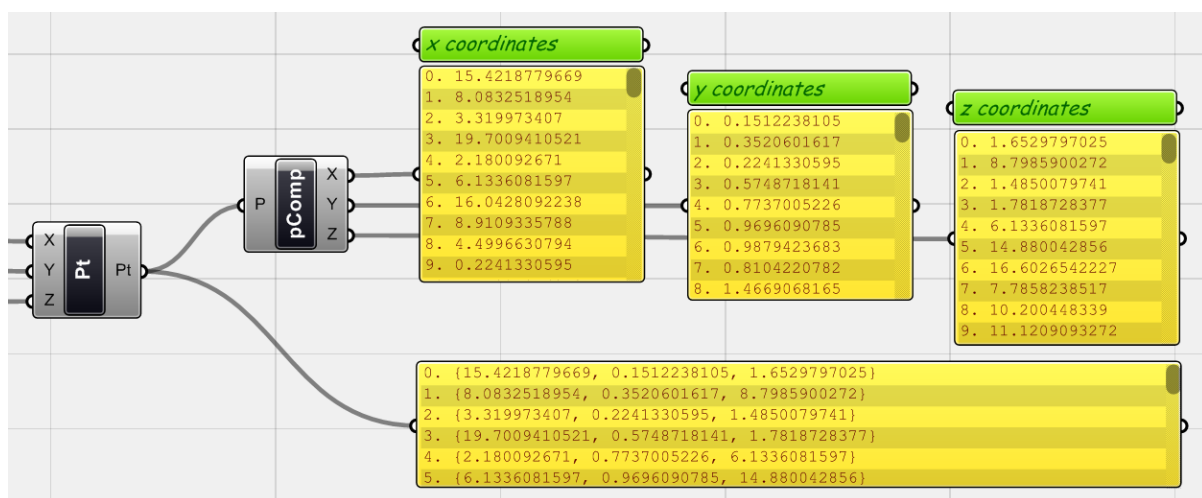 x coordinates
0. 15.4218779669
1. 8.0832518954
2. 3.319973407
3. 19.7009410521
4. 2.180092671
5. 6.1336081597
6. 16.0428092238
7. 8.9109335788
8. 4.4996630794
9. 0.2241330595
y coordinates
0. 0.1512238105
1. 0.3520601617
2. 0.2241330595
3. 0.5748718141
4. 0.7737005226
5. 0.9696090785
6. 0.9879423683
7. 0.8104220782
8. 1.4669068165
z coordinates
0. 1.6529797025
1. 8.7985900272
2. 1.4850079741
3. 1.7818728377
4. 6.1336081597
5. 14.880042856
6. 16.6026542227
7. 7.7858238517
8. 10.200448339
9. 11.1209093272
P
pComp
X
Y
Z
X
Y
Z
Pt
Pt
0. {15.4218779669, 0.1512238105, 1.6529797025}
1. {8.0832518954, 0.3520601617, 8.7985900272}
2. {3.319973407, 0.2241330595, 1.4850079741}
3. {19.7009410521, 0.5748718141, 1.7818728377}
4. {2.180092671, 0.7737005226, 6.1336081597}
5. {6.1336081597, 0.9696090785, 14.880042856}